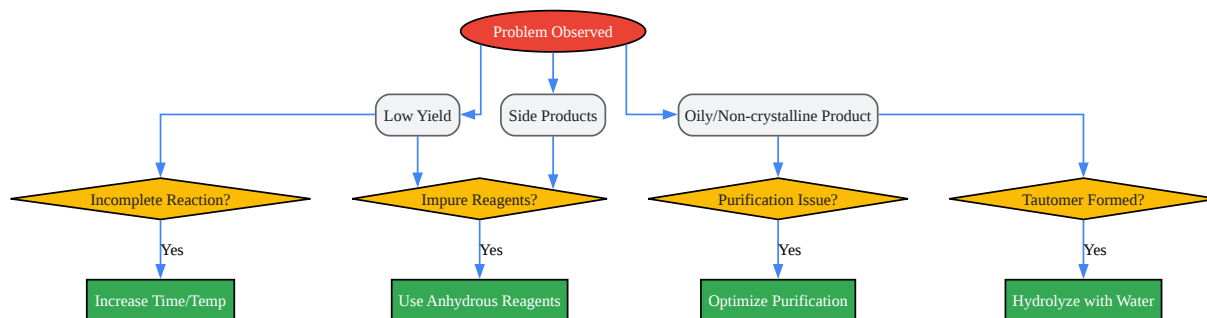 Problem Observed
Low Yield
Side Products
Oily/Non-crystalline Product
Incomplete Reaction?
Impure Reagents?
Purification Issue?
Tautomer Formed?
Yes
Yes
Yes
Yes
Increase Time/Temp
Use Anhydrous Reagents
Optimize Purification
Hydrolyze with Water